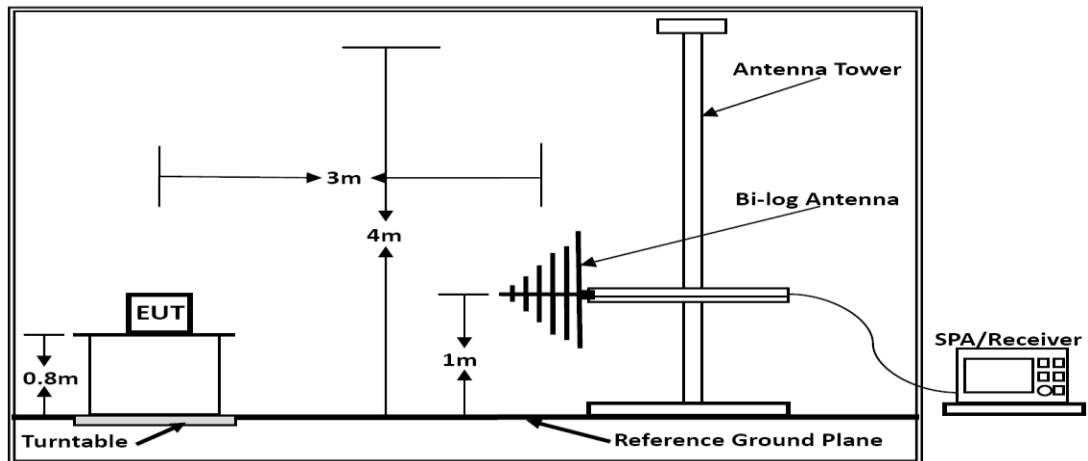 Antenna Tower
3m
Bi-log Antenna
4m
EUT
0.8m
1m
SPA/Receiver
Turntable
Reference Ground Plane